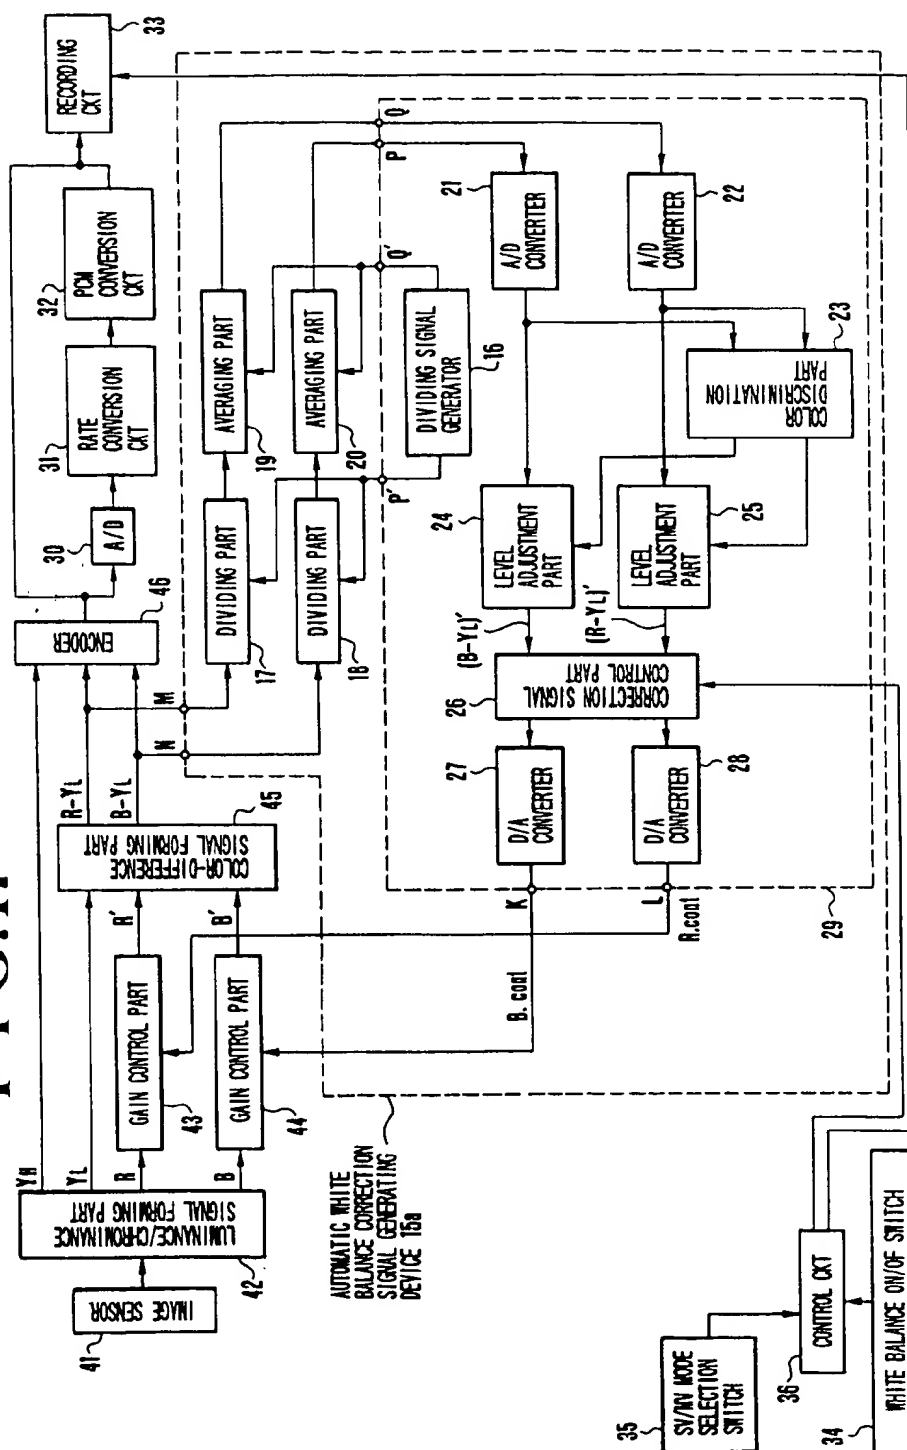 IMAGE SENSOR
41
LUMINANCE/CHROMINANCE
SIGNAL FORMING PART
42
YH
YL
R
B
GAIN CONTROL PART
43
GAIN CONTROL PART
44
R'
B'
COLOR-DIFFERENCE
SIGNAL FORMING
PART
45
R-YL
B-YL
ENCODER
46
A/D
30
RATE
CONVERSION
CKT
31
PCM
CONVERSION
CKT
32
RECORDING
CKT
33
M
N
DIVIDING PART
17
DIVIDING PART
18
AVERAGING PART
19
AVERAGING PART
20
P'
Q'
P
Q
DIVIDING SIGNAL
GENERATOR
16
A/D
CONVERTER
21
A/D
CONVERTER
22
COLOR
DISCRIMINATION
PART
23
LEVEL
ADJUSTMENT
PART
24
LEVEL
ADJUSTMENT
PART
25
(B-YL)'
(R-YL)'
CORRECTION SIGNAL
CONTROL PART
26
D/A
CONVERTER
27
D/A
CONVERTER
28
K
L
B. cont
R.cont
29
AUTOMATIC WHITE
BALANCE CORRECTION
SIGNAL GENERATING
DEVICE 15a
SV/MV MODE
SELECTION
SWITCH
35
CONTROL CKT
36
WHITE BALANCE ON/OF SWITCH
34